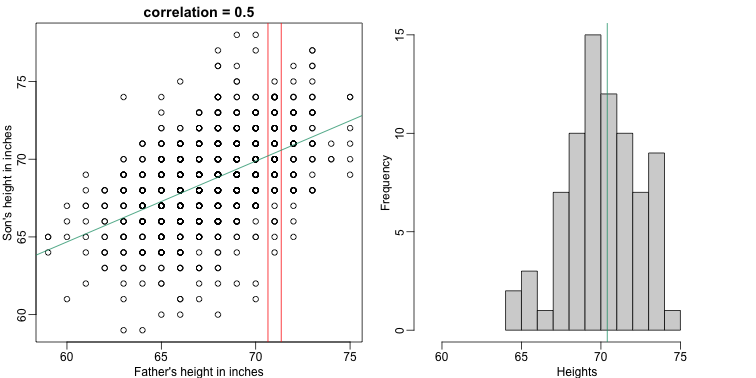 correlation = 0.5
Son's height in inches
75
70
65
60
60 65 70 75
Father's height in inches
Frequency
15
10
5
0
60 65 70 75
Heights